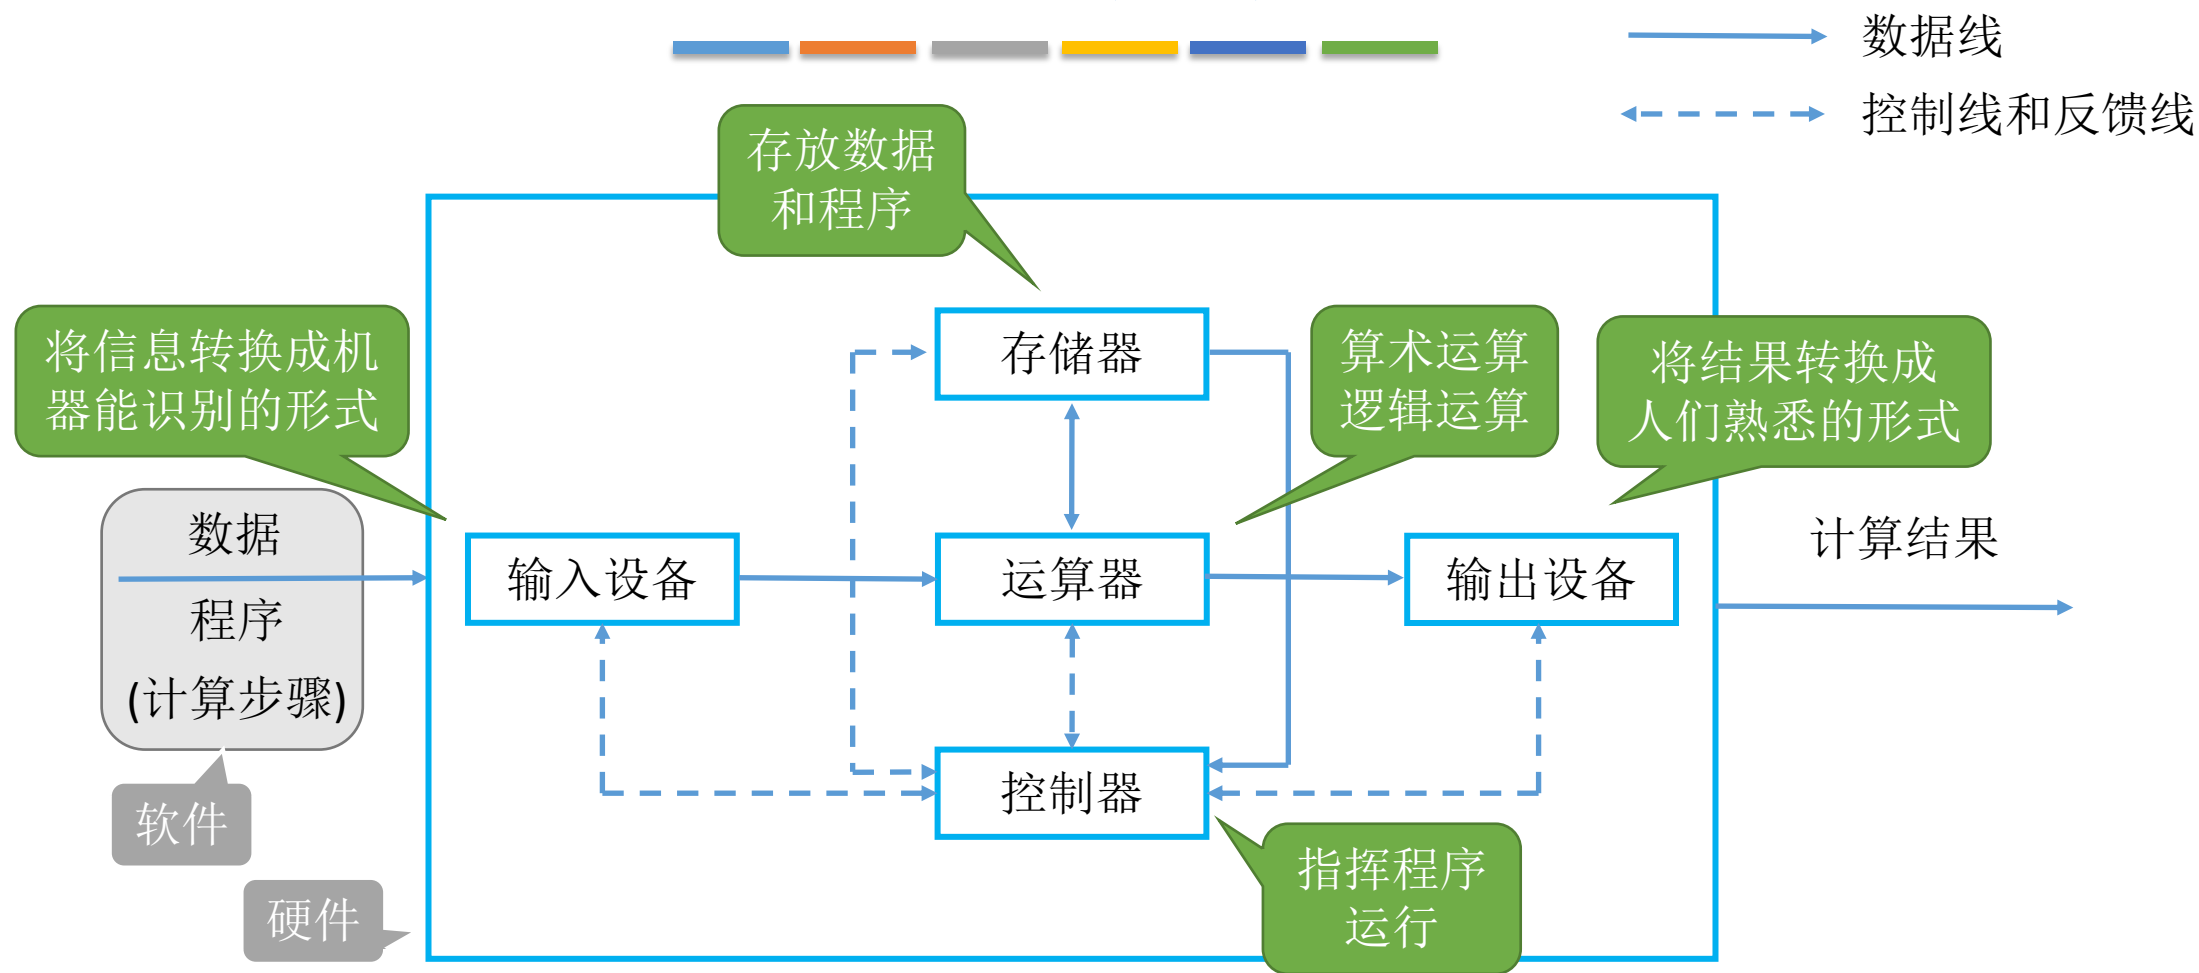 数据线
控制线和反馈线
存放数据
和程序
将信息转换成机
器能识别的形式
存储器
算术运算
逻辑运算
将结果转换成
人们熟悉的形式
数据
程序
(计算步骤)
输入设备
运算器
输出设备
计算结果
控制器
软件
硬件
指挥程序
运行